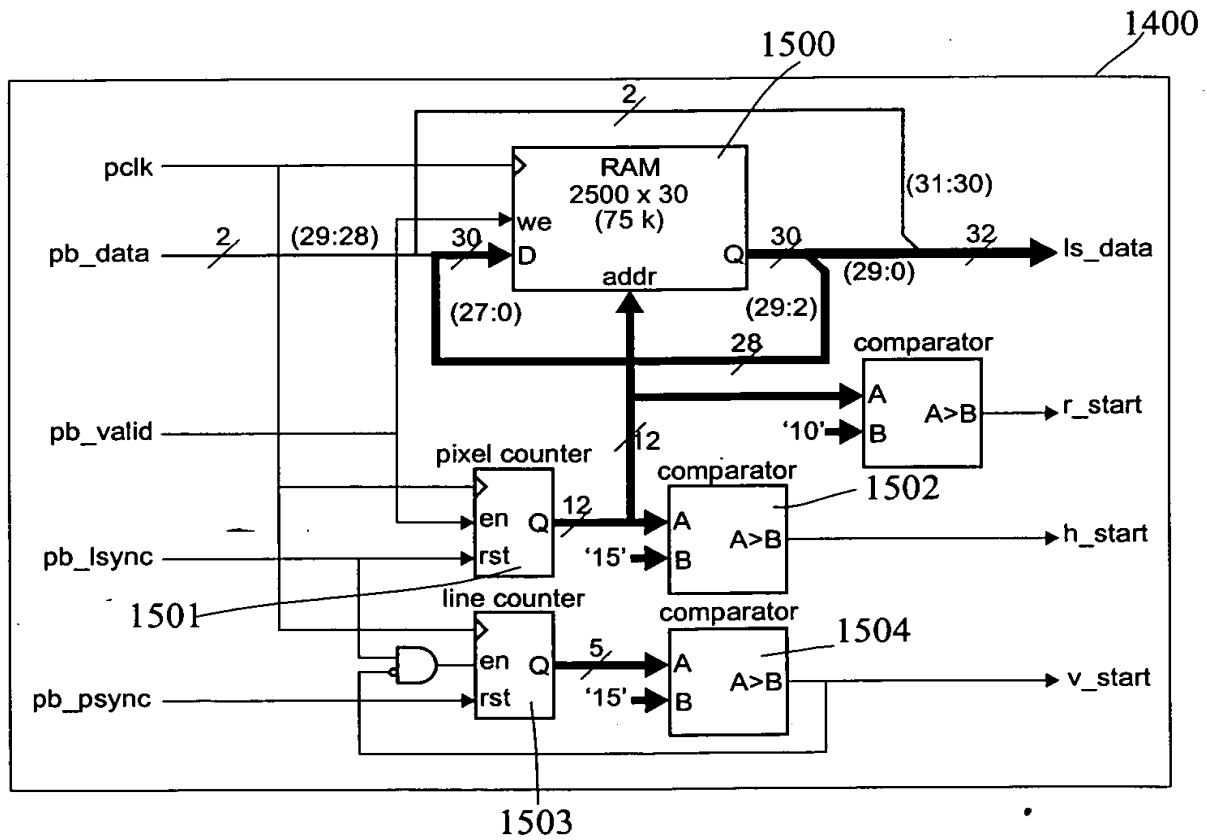 1400
1500
2
pclk
RAM
2500 x 30
(75 k)
(31:30)
we
pb_data
2
(29:28)
30
D
Q
30
32
ls_data
addr
(29:0)
(27:0)
(29:2)
28
comparator
A
A>B
r_start
'10'
B
pb_valid
12
pixel counter
comparator
1502
en
Q
12
A
A>B
h_start
pb_lsync
rst
'15'
B
1501
line counter
comparator
1504
en
Q
5
A
A>B
v_start
pb_psync
rst
'15'
B
1503